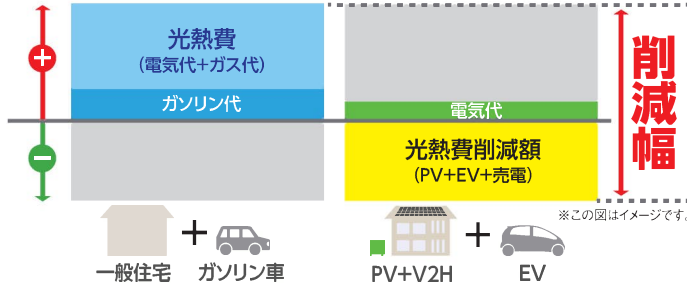 光熱費
（電気代+ガス代）
ガソリン代
電気代
光熱費削減額
（PV+EV+売電）
削減幅
※この図はイメージです。
一般住宅
+
ガソリン車
PV+V2H
+
EV